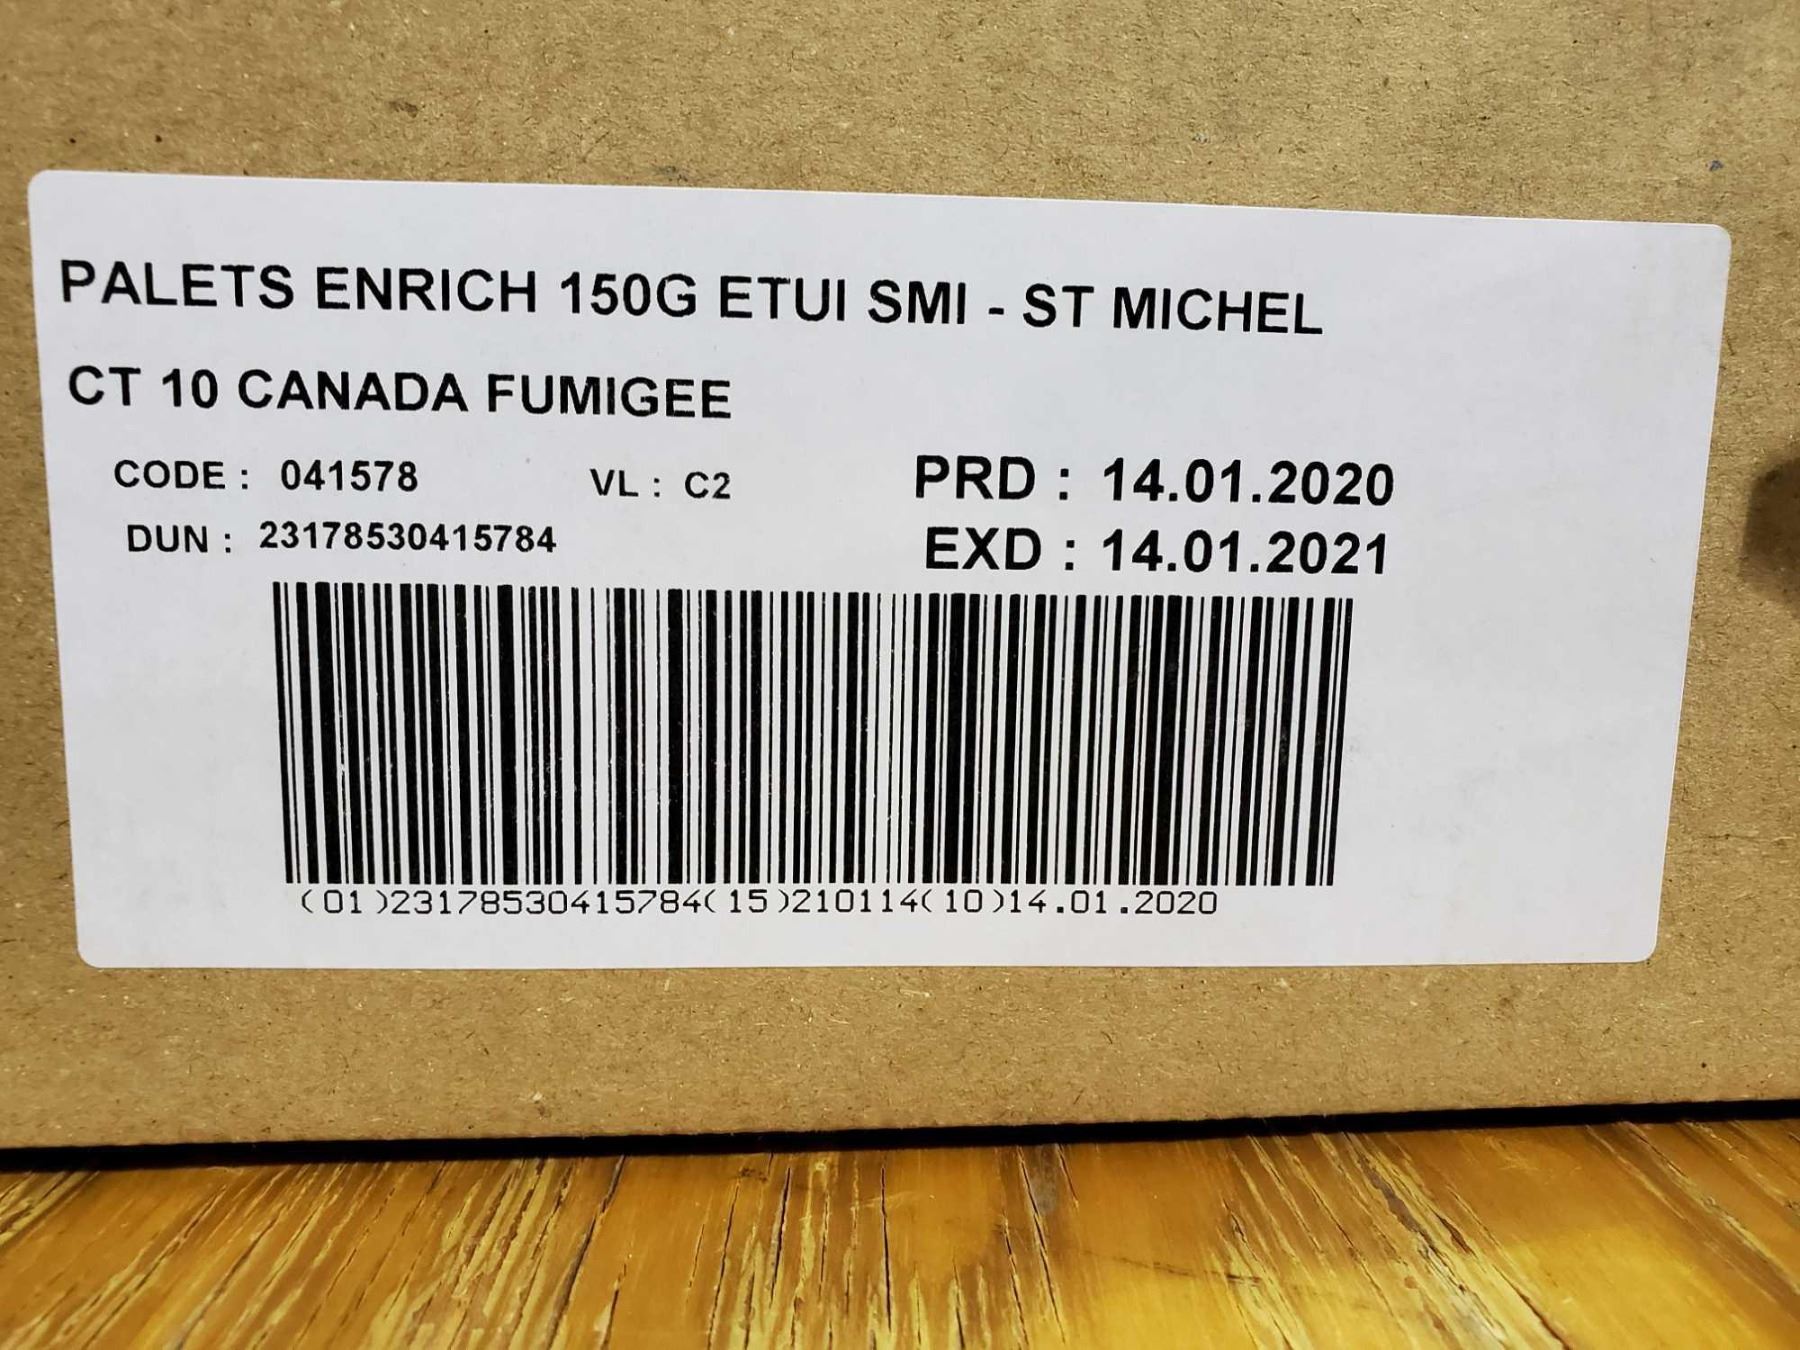 PALETS ENRICH 150G ETUI SMI - ST MICHEL
CT 10 CANADA FUMIGEE
CODE : 041578 VL : C2 PRD : 14.01.2020
DUN : 23178530415784 EXD : 14.01.2021
(01)23178530415784(15)210114(10)14.01.2020